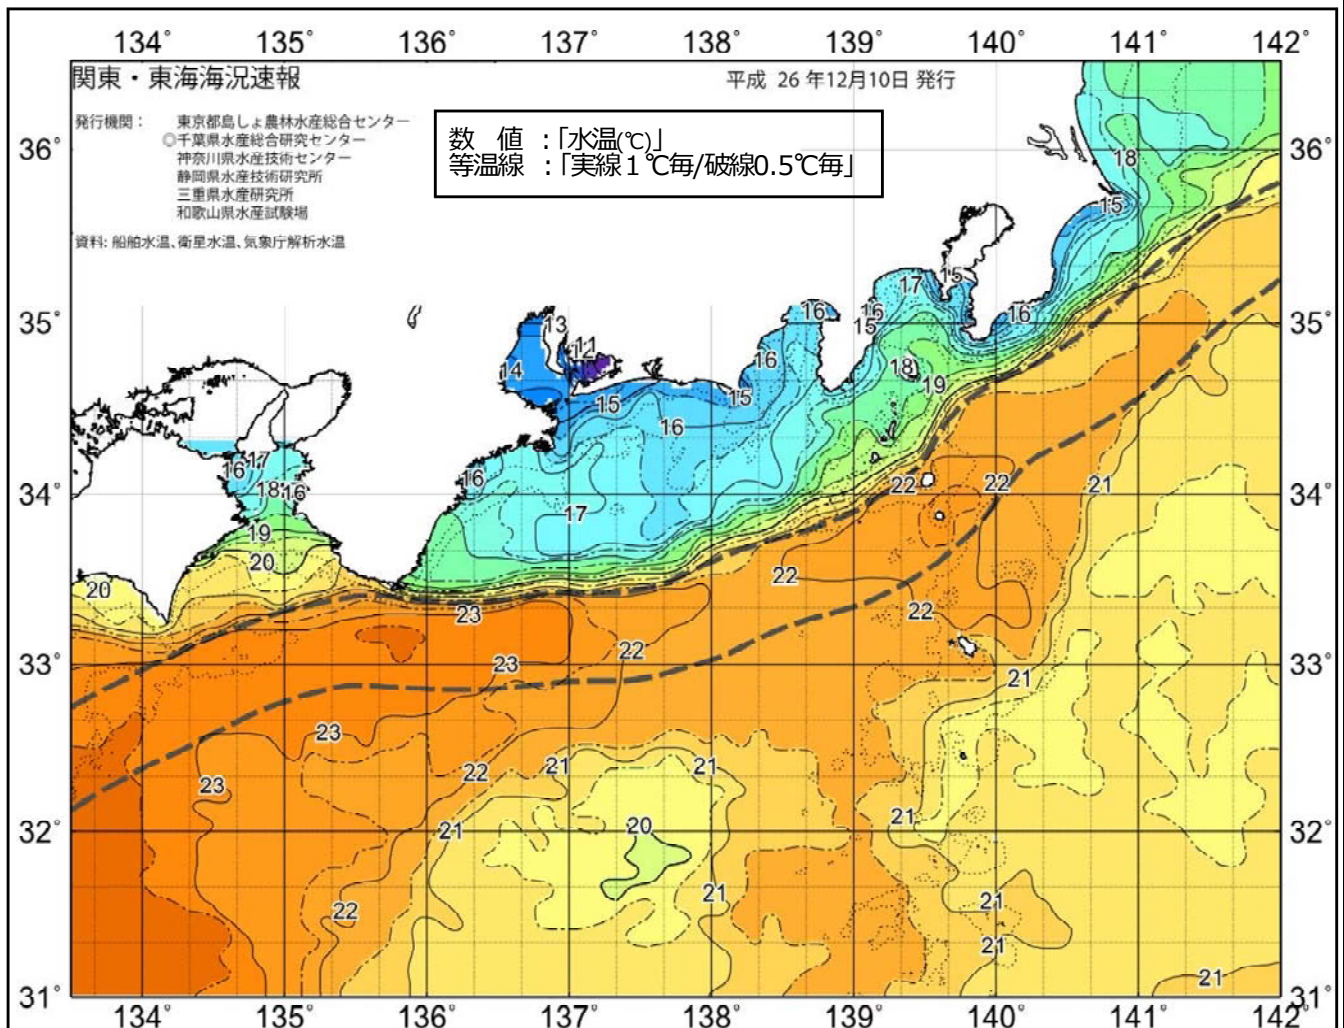 134° 135° 136° 137° 138° 139° 140° 141° 142°
関東・東海海況速報
平成 26 年12月10日 発行
発行機関： 東京都島しょ農林水産総合センター
◎千葉県水産総合研究センター
神奈川県水産技術センター
静岡県水産技術研究所
三重県水産研究所
和歌山県水産試験場
資料: 船舶水温、衛星水温、気象庁解析水温
数 値 ：「水温(℃)」
等温線 ：「実線１℃毎/破線0.5℃毎」
36° 36°
18
15
17 15
16 16 16
15
35° 35°
13
11
14
16
18
19
15 15
16
17
16
16
18 16
34° 34°
22 22 21
17
19
20
20
22
23
22
22
33° 33°
23
21
23
23
22 21 21
21
20
32° 32°
21
21
22
21
21
21
31° 31°
134° 135° 136° 137° 138° 139° 140° 141° 142°